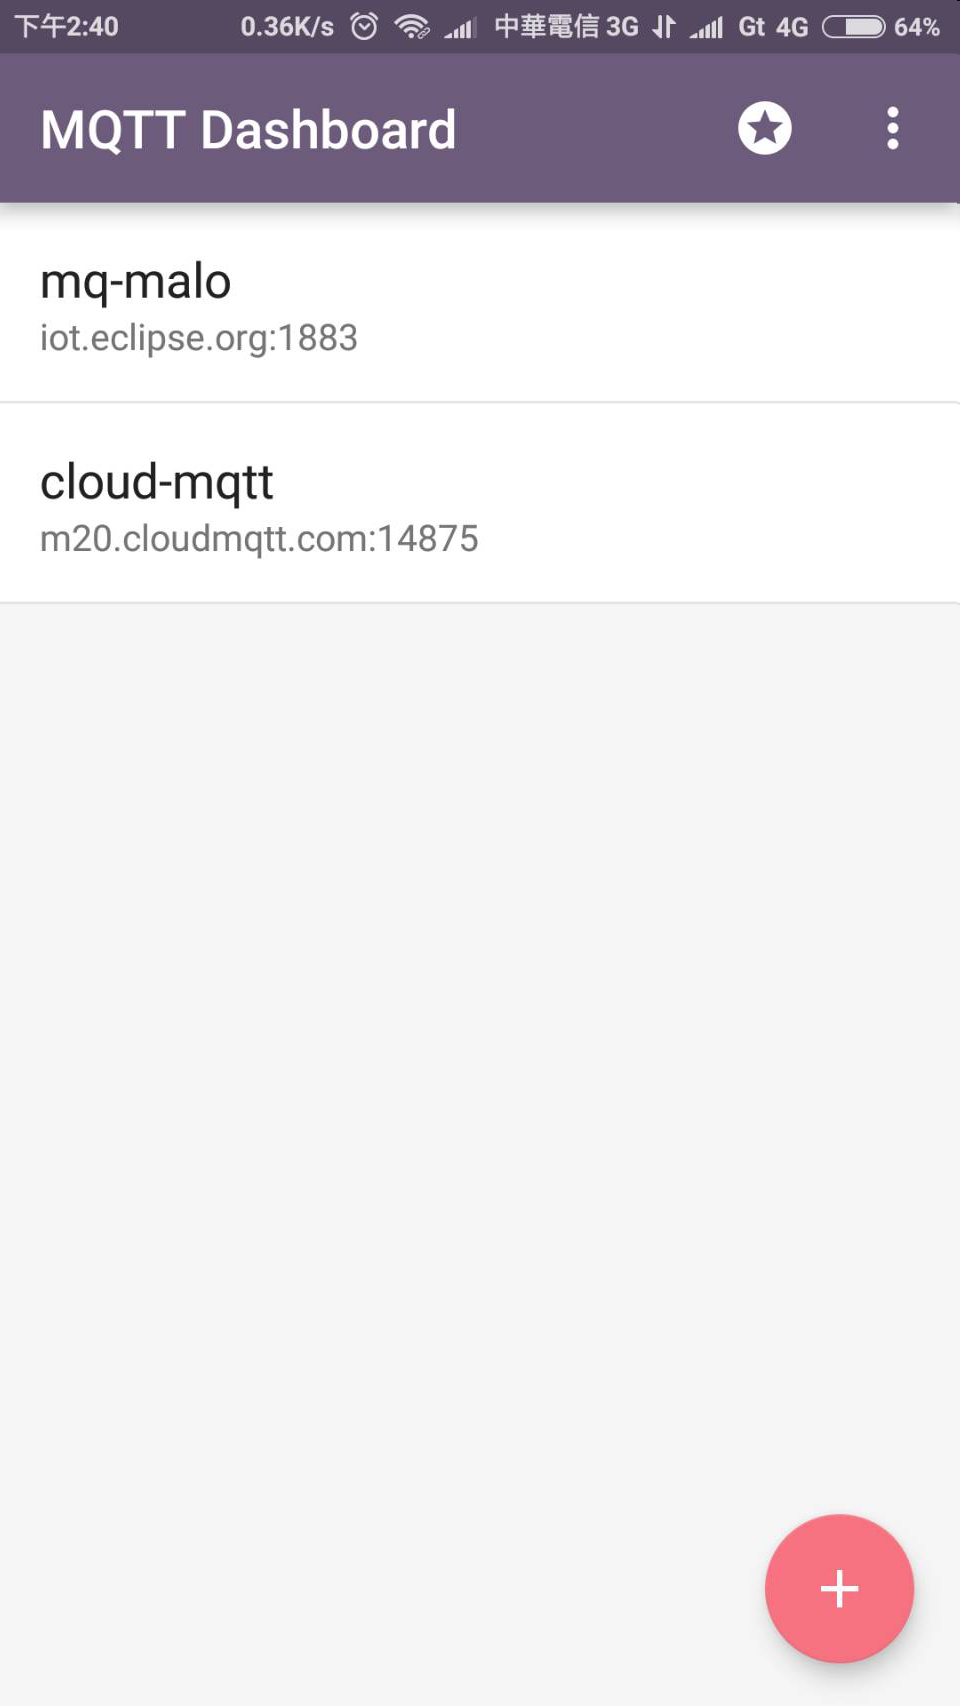 下午2:40 0.36K/s 中華電信 3G Gt 4G 64%
MQTT Dashboard
mq-malo
iot.eclipse.org:1883
cloud-mqtt
m20.cloudmqtt.com:14875
+